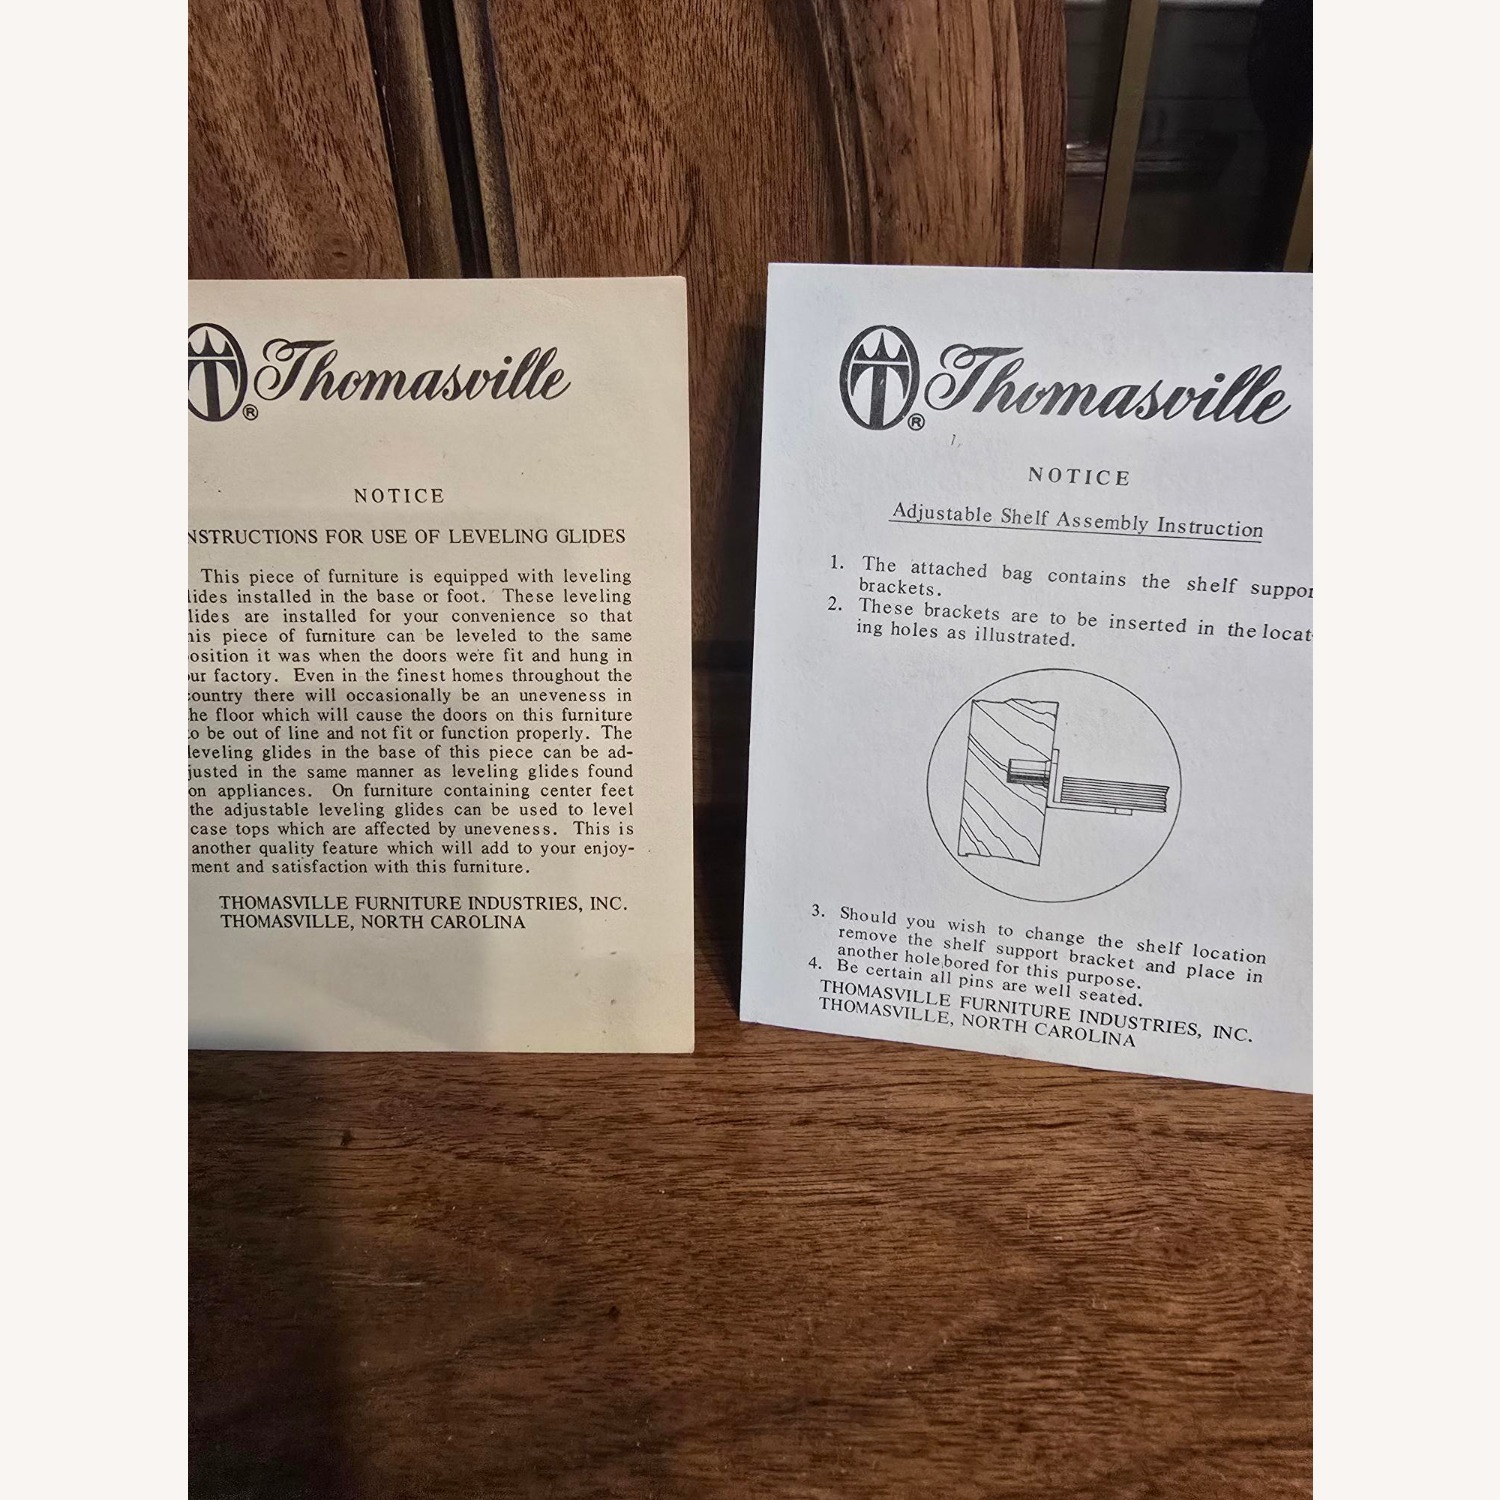 Thomasville
NOTICE
NSTRUCTIONS FOR USE OF LEVELING GLIDES
This piece of furniture is equipped with leveling
lides installed in the base or foot. These leveling
lides are installed for your convenience so that
his piece of furniture can be leveled to the same
osition it was when the doors were fit and hung in
ur factory. Even in the finest homes throughout the
ountry there will occasionally be an uneveness in
he floor which will cause the doors on this furniture
o be out of line and not fit or function properly. The
leveling glides in the base of this piece can be ad-
justed in the same manner as leveling glides found
on appliances. On furniture containing center feet
the adjustable leveling glides can be used to level
case tops which are affected by uneveness. This is
another quality feature which will add to your enjoy-
ment and satisfaction with this furniture.
THOMASVILLE FURNITURE INDUSTRIES, INC.
THOMASVILLE, NORTH CAROLINA
Thomasville
NOTICE
Adjustable Shelf Assembly Instruction
1. The attached bag contains the shelf suppor
brackets.
2. These brackets are to be inserted in the locat-
ing holes as illustrated.
3. Should you wish to change the shelf location
remove the shelf support bracket and place in
another hole bored for this purpose.
4. Be certain all pins are well seated.
THOMASVILLE FURNITURE INDUSTRIES, INC.
THOMASVILLE, NORTH CAROLINA